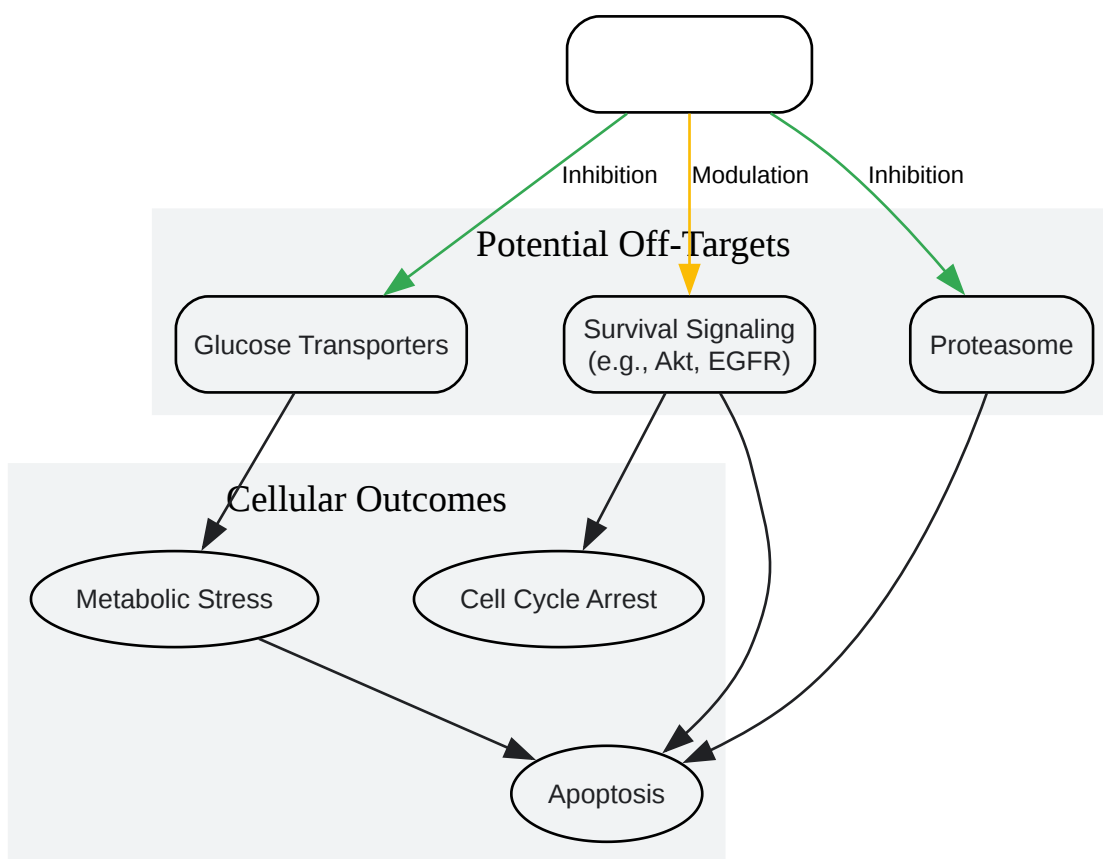 Inhibition
Modulation
Inhibition
Potential Off-Targets
Glucose Transporters
Survival Signaling
(e.g., Akt, EGFR)
Proteasome
Cellular Outcomes
Metabolic Stress
Cell Cycle Arrest
Apoptosis